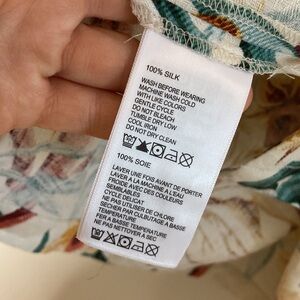 100% SILK
WASH BEFORE WEARING
MACHINE WASH COLD
WITH LIKE COLORS
GENTLE CYCLE
DO NOT BLEACH
TUMBLE DRY LOW
COOL IRON
DO NOT DRY CLEAN
100% SOIE
LAVER UNE FOIS AVANT DE PORTER
LAVER A LA MACHINE A L'EAU
FROIDE AVEC DES COULEURS
SEMBLABLES
CYCLE DELICAT
NE PAS UTILISER DE CHLORE
SECHER PAR CULBUTAGE A BASSE
TEMPERATURE
REPASSER A BASSE TEMPERATURE
NE PAS NETTOYER A SEC